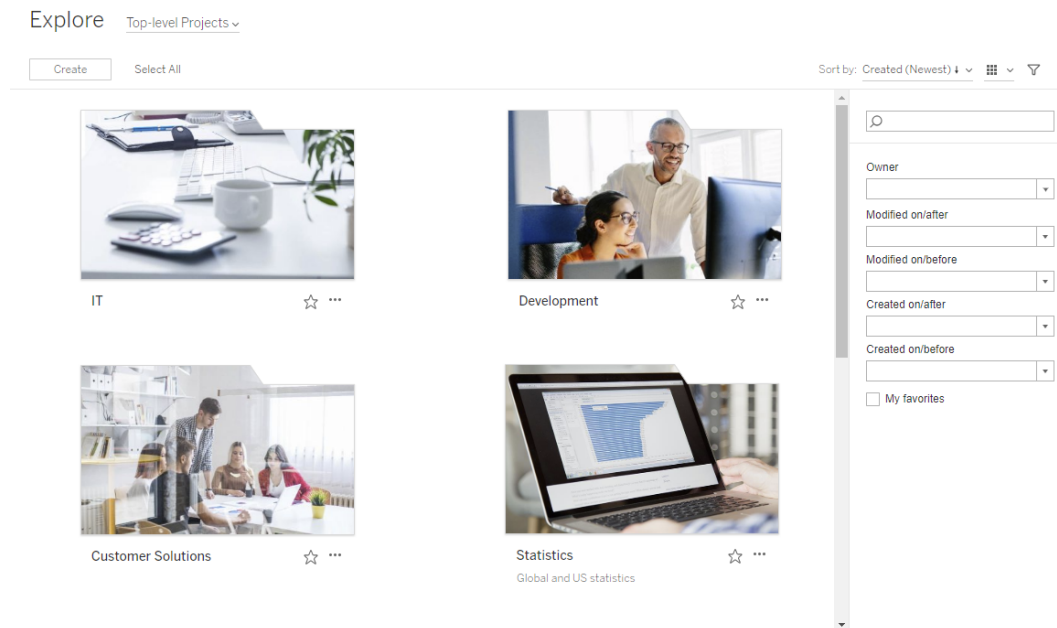 Explore Top-level Projects
Create Select All Sort by: Created (Newest)
IT
Development
Customer Solutions
Statistics
Global and US statistics
Owner
Modified on/after
Modified on/before
Created on/after
Created on/before
My favorites